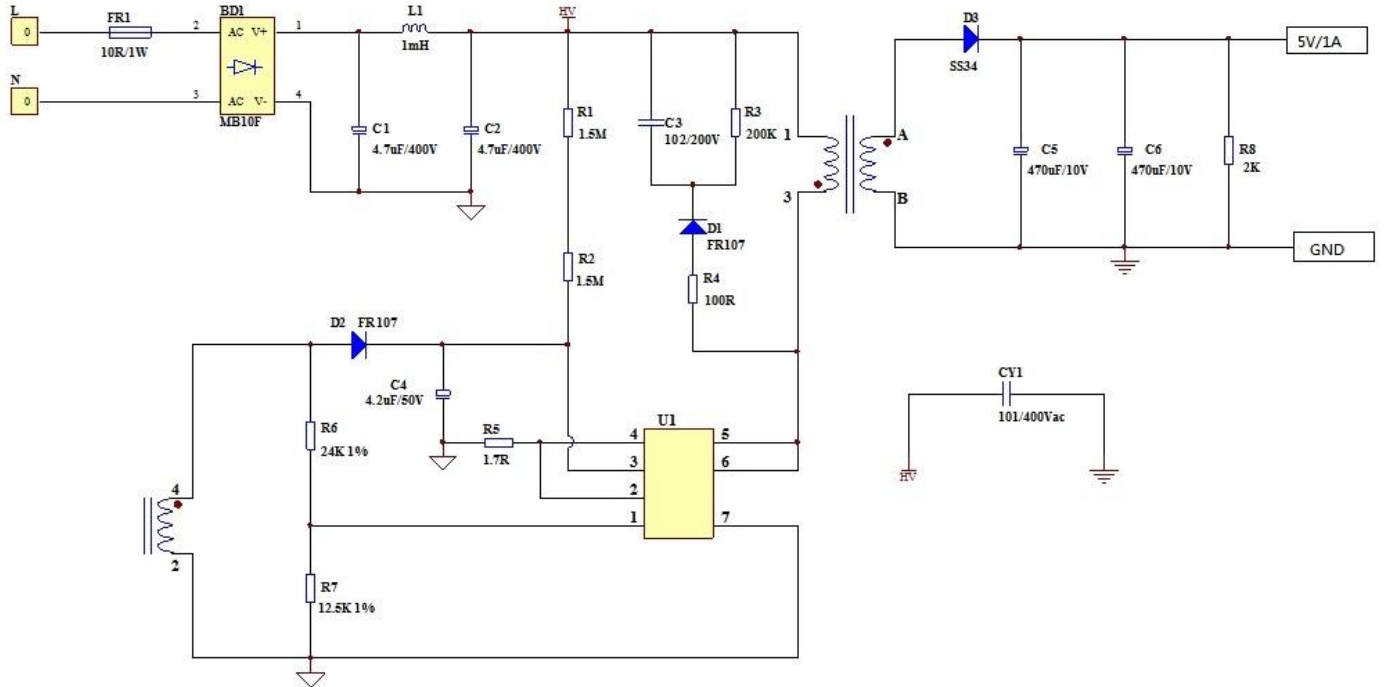 L
0
FR1
10R/1W
N
0
BD1
2
AC V+
1
3
AC V-
4
MB10F
L1
1mH
HV
C1
4.7uF/400V
C2
4.7uF/400V
R1
1.5M
R2
1.5M
C3
102/200V
R3
200K
D1
FR107
R4
100R
1
3
A
B
D3
SS34
C5
470uF/10V
C6
470uF/10V
R8
2K
5V/1A
GND
D2 FR107
C4
4.2uF/50V
R5
1.7R
U1
4
3
2
1
5
6
7
R6
24K 1%
R7
12.5K 1%
4
2
CY1
101/400Vac
HV